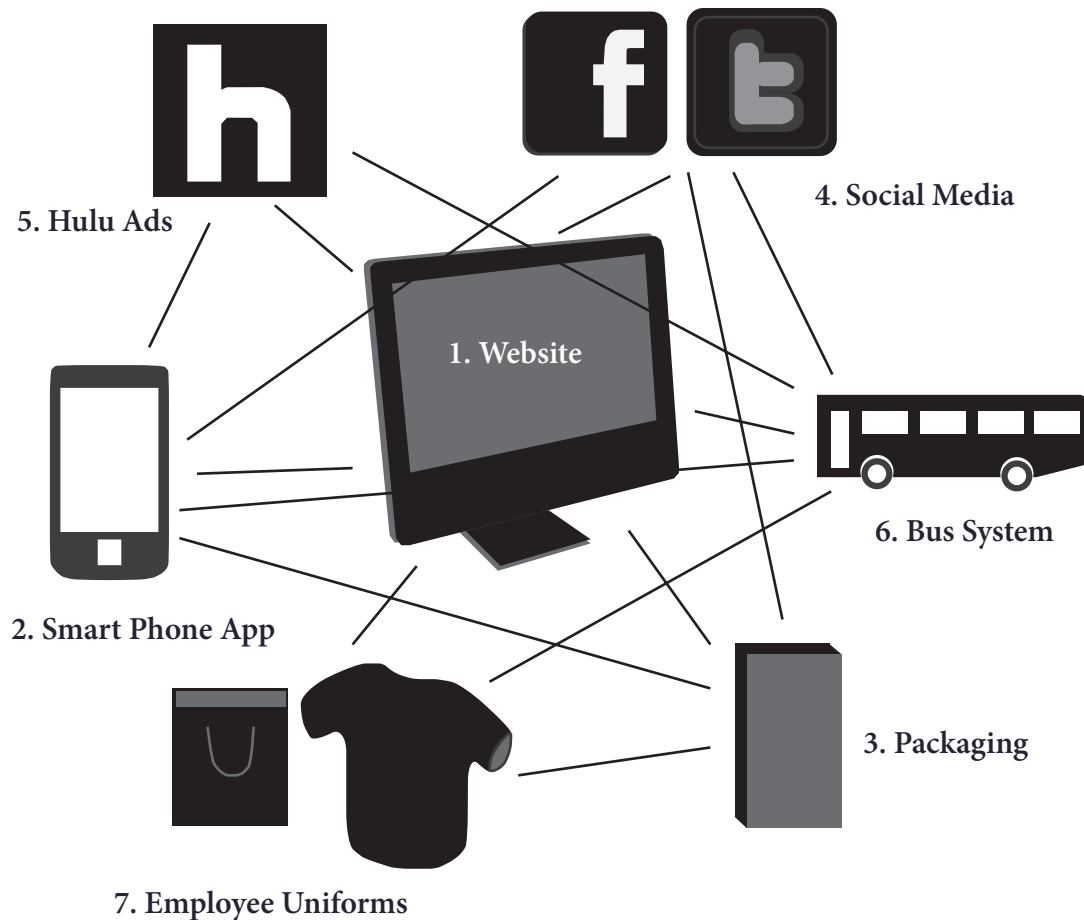 h
f
t
4. Social Media
5. Hulu Ads
1. Website
6. Bus System
2. Smart Phone App
3. Packaging
7. Employee Uniforms